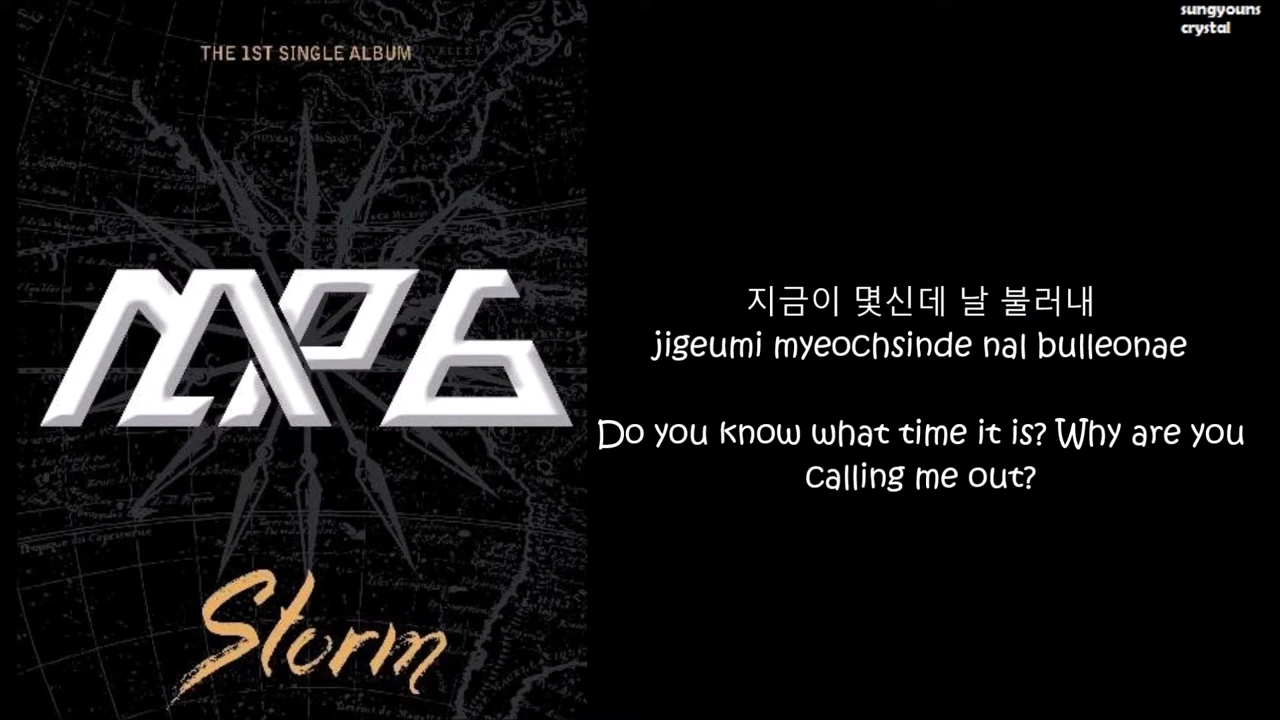 sungyouns
crystal
THE 1ST SINGLE ALBUM
MAP6
Storm
지금이 몇신데 날 불러내
jigeumi myeochsinde nal bulleonae
Do you know what time it is? Why are you
calling me out?